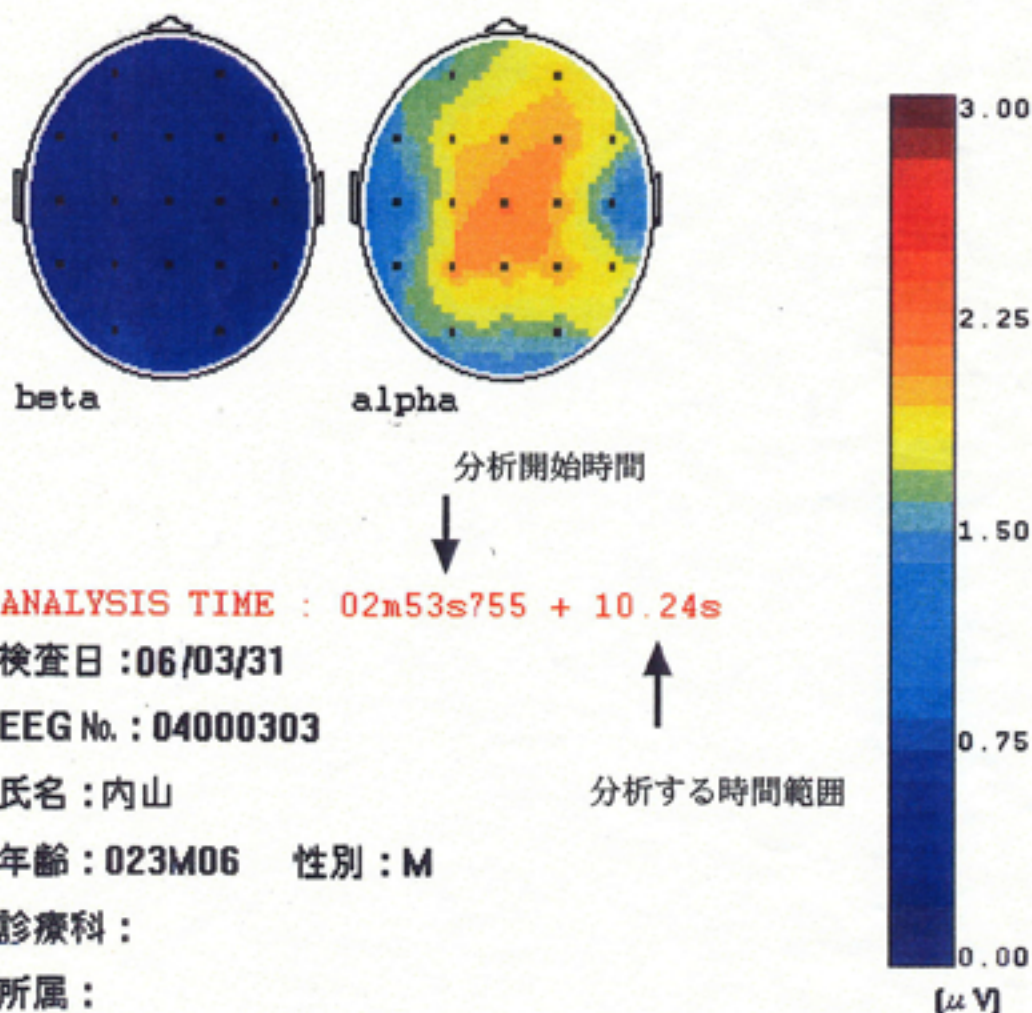 beta
alpha
3.00
2.25
1.50
0.75
0.00
[μV]
分析開始時間
ANALYSIS TIME : 02m53s755 + 10.24s
検査日:06/03/31
EEG №.:04000303
分析する時間範囲
氏名:内山
年齢:023M06 性別:M
診療科:
所属: